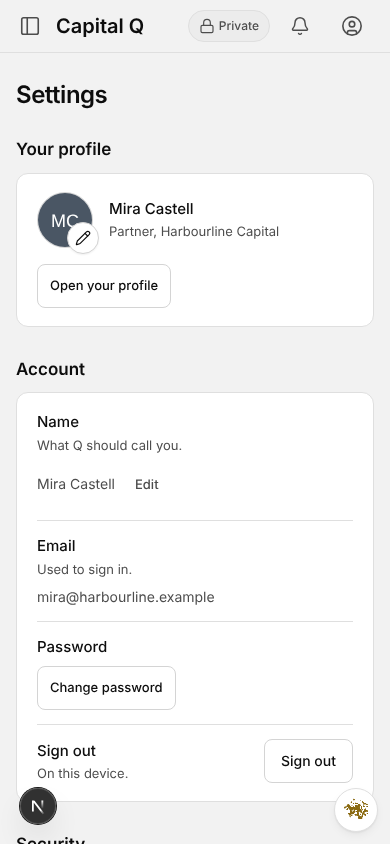 Capital Q
Private
Settings
Your profile
MC
Mira Castell
Partner, Harbourline Capital
Open your profile
Account
Name
What Q should call you.
Mira Castell
Edit
Email
Used to sign in.
mira@harbourline.example
Password
Change password
Sign out
On this device.
Sign out
N
Security